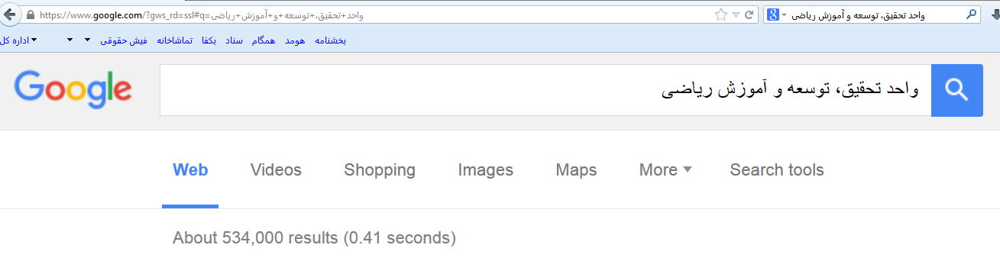 https://www.google.com/?gws_rd=ssl#q=واحد+تحقیق،+توسعه+و+آموزش+ریاضی
واحد تحقیق، توسعه و آموزش ریاضی
بخشنامه همگام سناد بکفا هومد تماشاخانه فیش حقوقی اداره کل
Google
واحد تحقیق، توسعه و آموزش ریاضی
Web Videos Shopping Images Maps More Search tools
About 534,000 results (0.41 seconds)